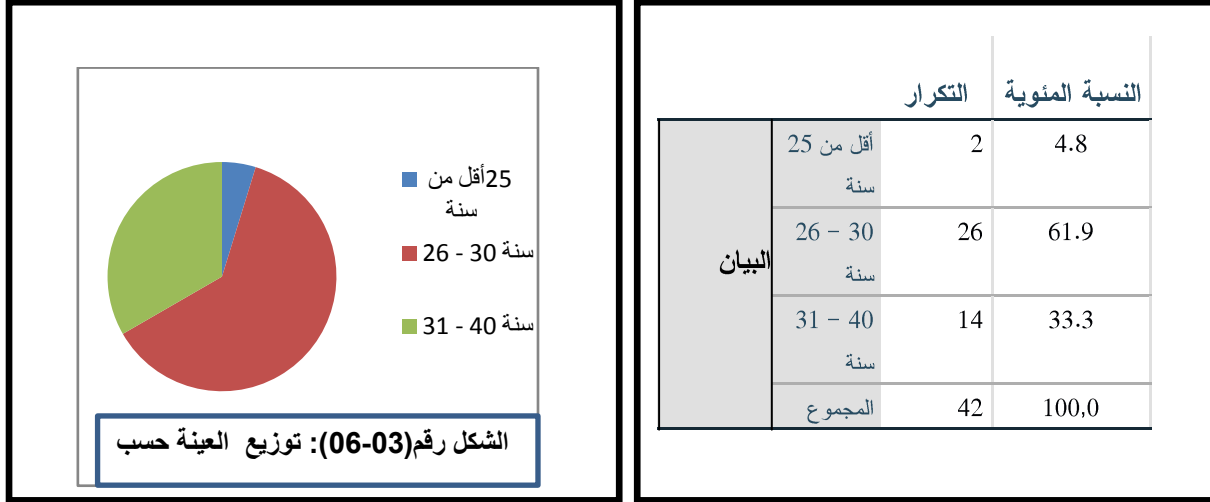 25أقل من
سنة
26 - 30 سنة
31 - 40 سنة
الشكل رقم(03-06): توزيع العينة حسب
التكرار النسبة المئوية
البيان
أقل من 25 2 4.8
سنة
26 – 30 26 61.9
سنة
31 – 40 14 33.3
سنة
المجموع 42 100,0